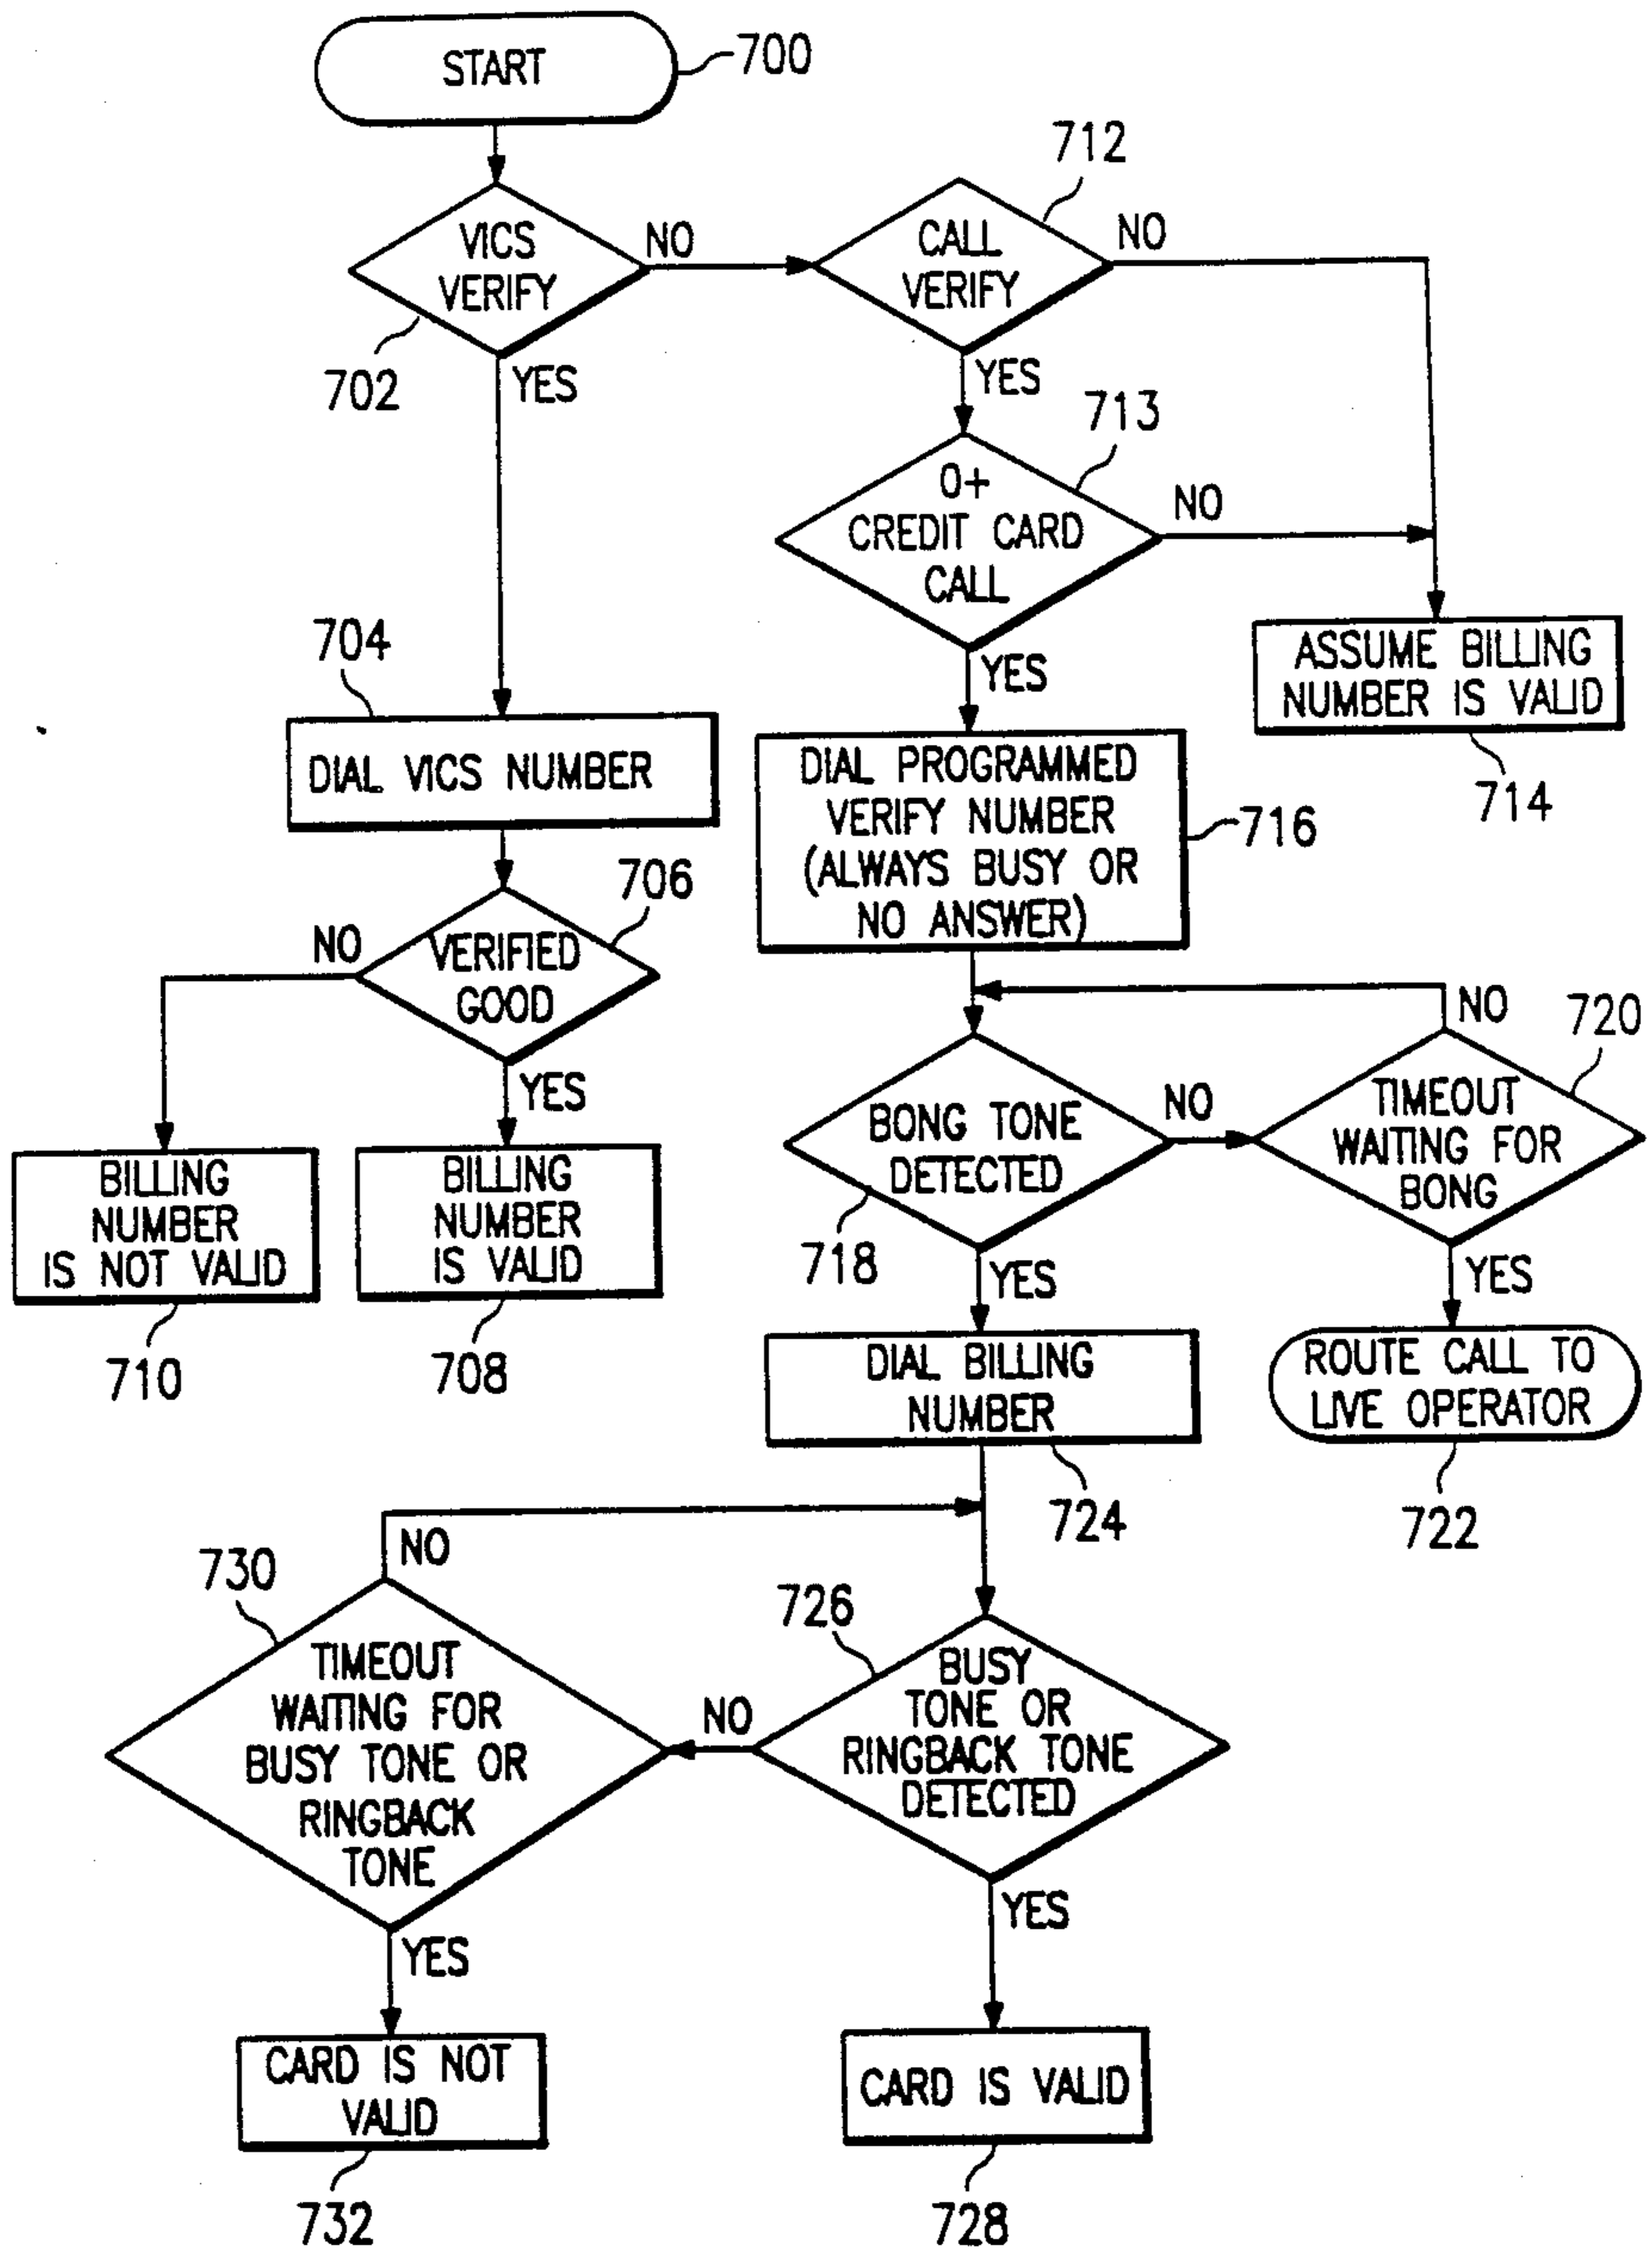 START
700
VICS
VERIFY
702
NO
YES
CALL
VERIFY
712
NO
YES
0+
CREDIT CARD
CALL
713
NO
YES
ASSUME BILLING
NUMBER IS VALID
714
704
DIAL VICS NUMBER
DIAL PROGRAMMED
VERIFY NUMBER
(ALWAYS BUSY OR
NO ANSWER)
716
706
VERIFIED
GOOD
NO
YES
BILLING
NUMBER
IS NOT VALID
710
BILLING
NUMBER
IS VALID
708
BONG TONE
DETECTED
718
NO
YES
TIMEOUT
WAITING FOR
BONG
720
NO
YES
ROUTE CALL TO
LIVE OPERATOR
722
DIAL BILLING
NUMBER
724
BUSY
TONE OR
RINGBACK TONE
DETECTED
726
NO
YES
730
NO
TIMEOUT
WAITING FOR
BUSY TONE OR
RINGBACK
TONE
YES
CARD IS NOT
VALID
732
CARD IS VALID
728